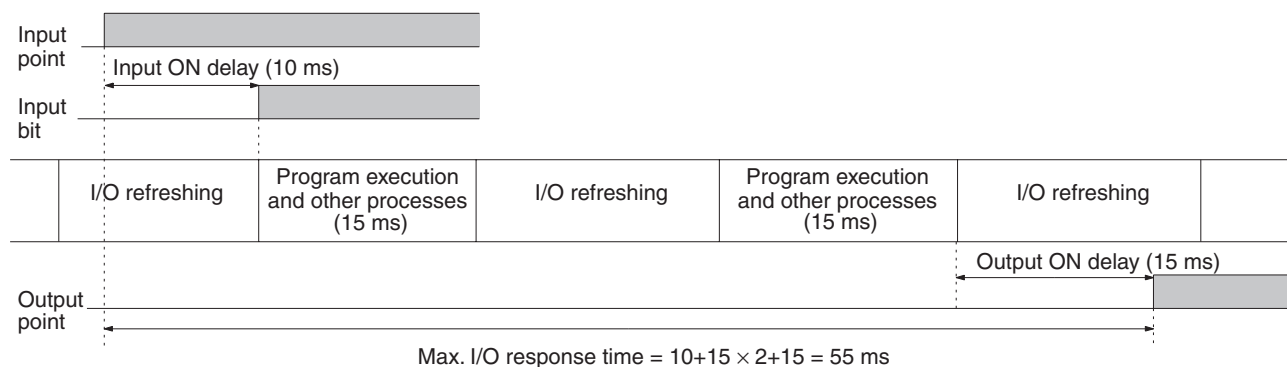 Input
point
Input ON delay (10 ms)
Input
bit
I/O refreshing
Program execution
and other processes
(15 ms)
I/O refreshing
Program execution
and other processes
(15 ms)
I/O refreshing
Output ON delay (15 ms)
Output
point
Max. I/O response time = 10+15 × 2+15 = 55 ms